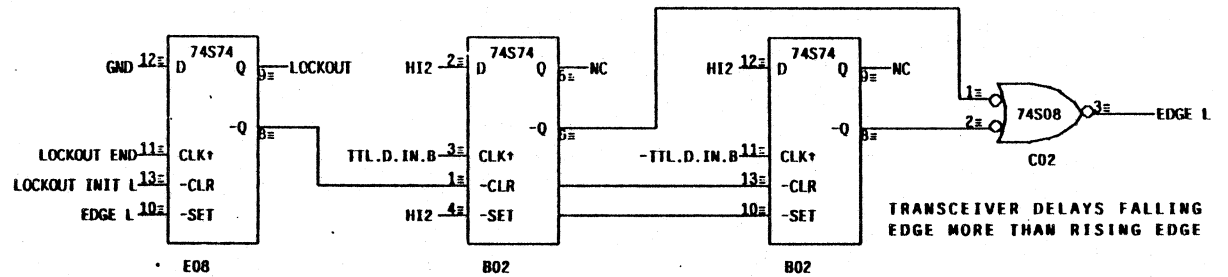 74S74
GND 12 D Q 9 LOCKOUT
-Q 8
LOCKOUT END 11 CLK↑
LOCKOUT INIT L 13 -CLR
EDGE L 10 -SET
E08
74S74
HI2 2 D Q 5 NC
-Q 6
TTL.D.IN.B 3 CLK↑
1 -CLR
HI2 4 -SET
B02
74S74
HI2 12 D Q 9 NC
-Q 8
-TTL.D.IN.B 11 CLK↑
13 -CLR
10 -SET
B02
1
2
74S08
3 EDGE L
C02
TRANSCEIVER DELAYS FALLING
EDGE MORE THAN RISING EDGE